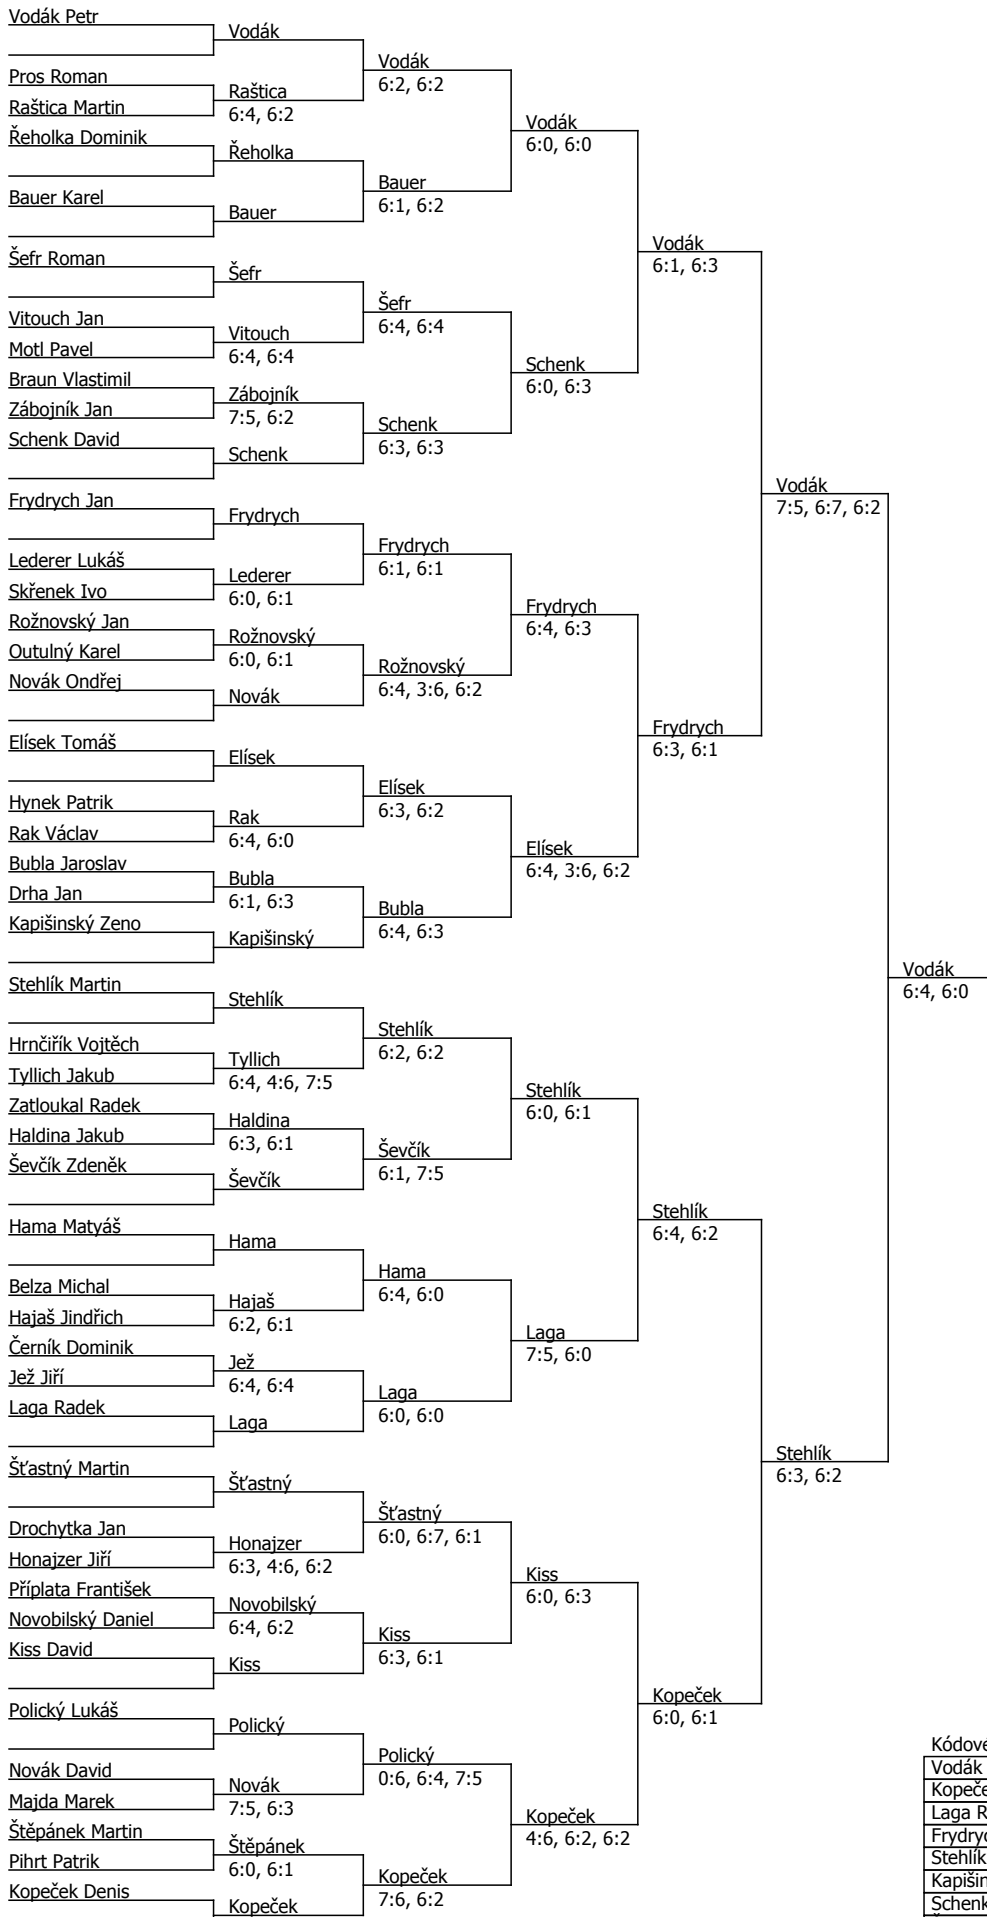 Vodák Petr
Vodák
Vodák
6:2, 6:2
Pros Roman
Raštica
6:4, 6:2
Raštica Martin
Vodák
6:0, 6:0
Řeholka Dominik
Řeholka
Bauer
6:1, 6:2
Bauer Karel
Bauer
Vodák
6:1, 6:3
Šefr Roman
Šefr
Šefr
6:4, 6:4
Vitouch Jan
Vitouch
6:4, 6:4
Motl Pavel
Schenk
6:0, 6:3
Braun Vlastimil
Zábojník
7:5, 6:2
Zábojník Jan
Schenk
6:3, 6:3
Schenk David
Schenk
Vodák
7:5, 6:7, 6:2
Frydrych Jan
Frydrych
Frydrych
6:1, 6:1
Lederer Lukáš
Lederer
6:0, 6:1
Skřenek Ivo
Frydrych
6:4, 6:3
Rožnovský Jan
Rožnovský
6:0, 6:1
Outulný Karel
Rožnovský
6:4, 3:6, 6:2
Novák Ondřej
Novák
Frydrych
6:3, 6:1
Elísek Tomáš
Elísek
Elísek
6:3, 6:2
Hynek Patrik
Rak
6:4, 6:0
Rak Václav
Elísek
6:4, 3:6, 6:2
Bubla Jaroslav
Bubla
6:1, 6:3
Drha Jan
Bubla
6:4, 6:3
Kapišinský Zeno
Kapišinský
Vodák
6:4, 6:0
Stehlík Martin
Stehlík
Stehlík
6:2, 6:2
Hrnčiřík Vojtěch
Tyllich
6:4, 4:6, 7:5
Tyllich Jakub
Stehlík
6:0, 6:1
Zatloukal Radek
Haldina
6:3, 6:1
Haldina Jakub
Ševčík
6:1, 7:5
Ševčík Zdeněk
Ševčík
Stehlík
6:4, 6:2
Hama Matyáš
Hama
Hama
6:4, 6:0
Belza Michal
Hajaš
6:2, 6:1
Hajaš Jindřich
Laga
7:5, 6:0
Černík Dominik
Jež
6:4, 6:4
Jež Jiří
Laga
6:0, 6:0
Laga Radek
Laga
Stehlík
6:3, 6:2
Šťastný Martin
Šťastný
Šťastný
6:0, 6:7, 6:1
Drochytka Jan
Honajzer
6:3, 4:6, 6:2
Honajzer Jiří
Kiss
6:0, 6:3
Příplata František
Novobilský
6:4, 6:2
Novobilský Daniel
Kiss
6:3, 6:1
Kiss David
Kiss
Kopeček
6:0, 6:1
Polický Lukáš
Polický
Polický
0:6, 6:4, 7:5
Novák David
Novák
7:5, 6:3
Majda Marek
Kopeček
4:6, 6:2, 6:2
Štěpánek Martin
Štěpánek
6:0, 6:1
Pihrt Patrik
Kopeček
7:6, 6:2
Kopeček Denis
Kopeček
Kódové
Vodák
Kopeče
Laga R
Frydryc
Stehlík
Kapišin
Schenk